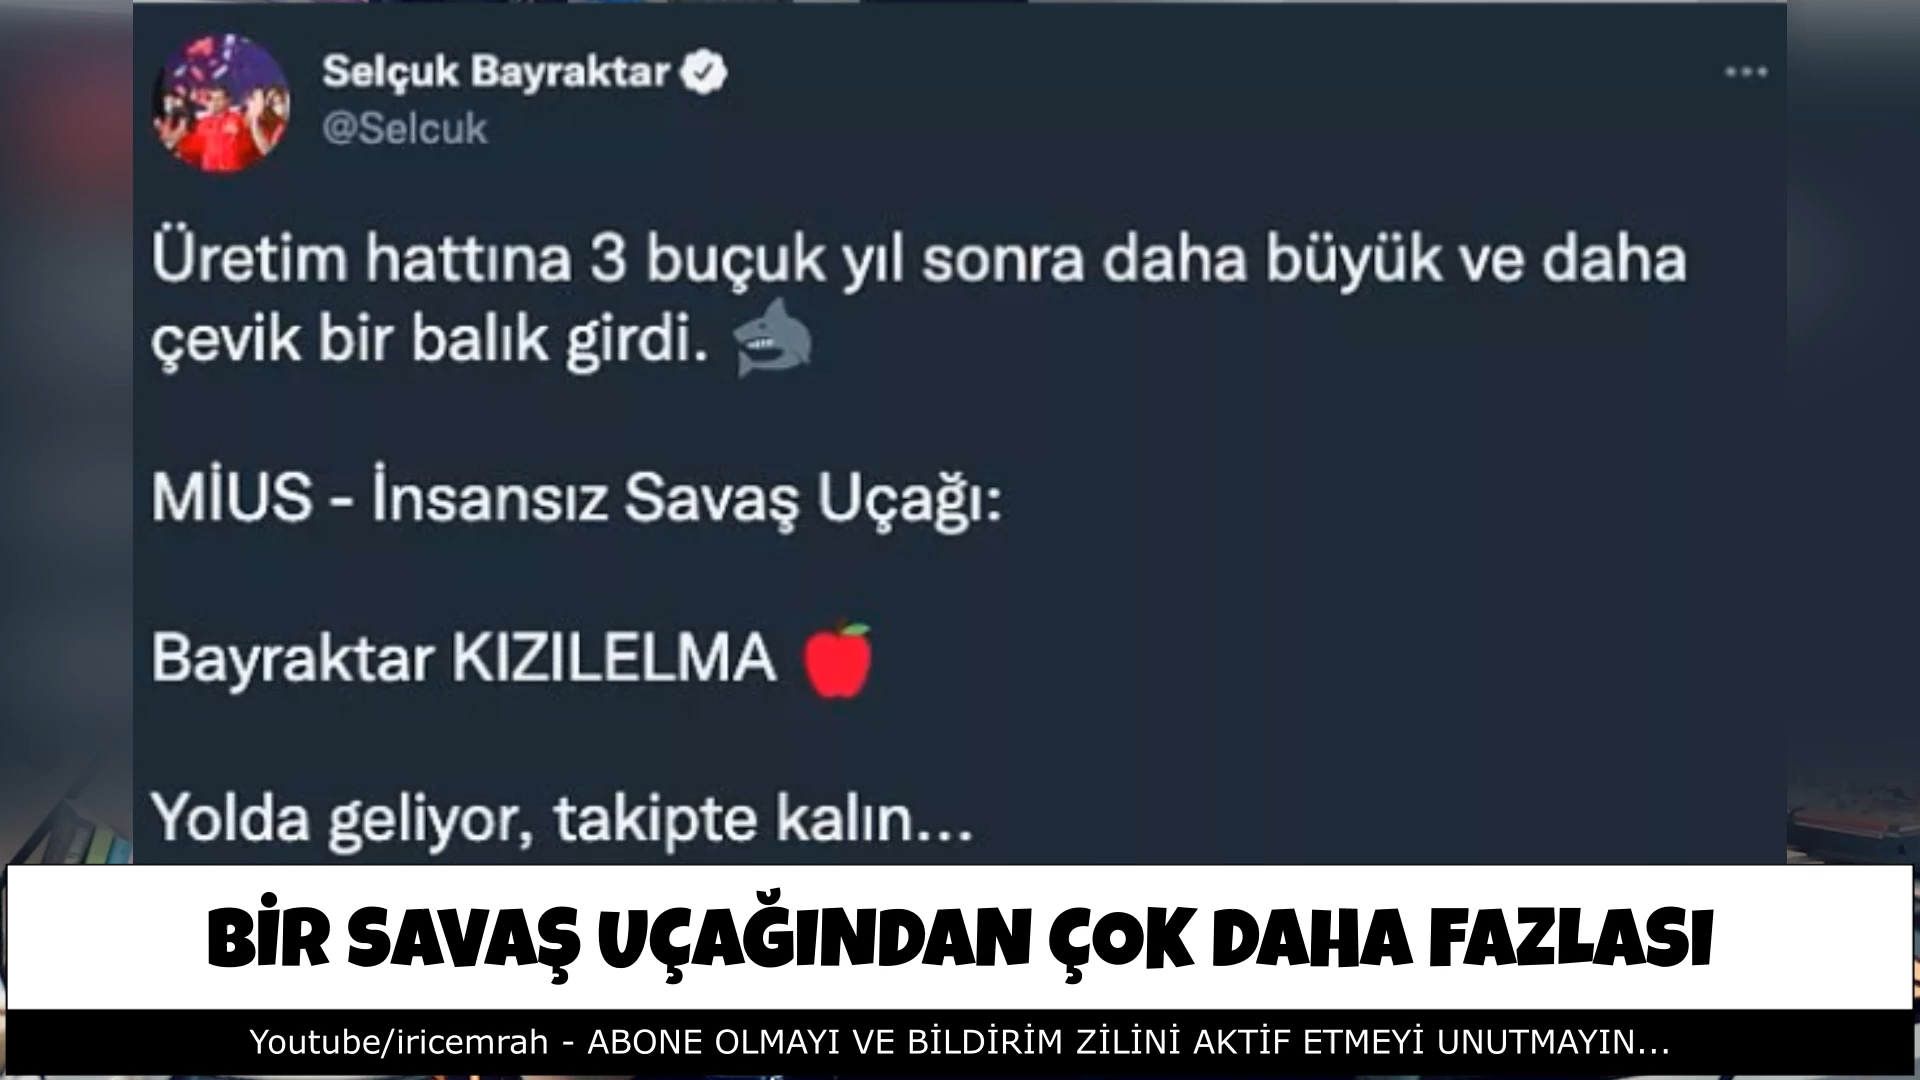 Selçuk Bayraktar
@Selcuk
Üretim hattına 3 buçuk yıl sonra daha büyük ve daha
çevik bir balık girdi. 🦈
MİUS - İnsansız Savaş Uçağı:
Bayraktar KIZILELMA 🍎
Yolda geliyor, takipte kalın...
BİR SAVAŞ UÇAĞINDAN ÇOK DAHA FAZLASI
Youtube/iricemrah - ABONE OLMAYI VE BİLDİRİM ZİLİNİ AKTİF ETMEYİ UNUTMAYIN...